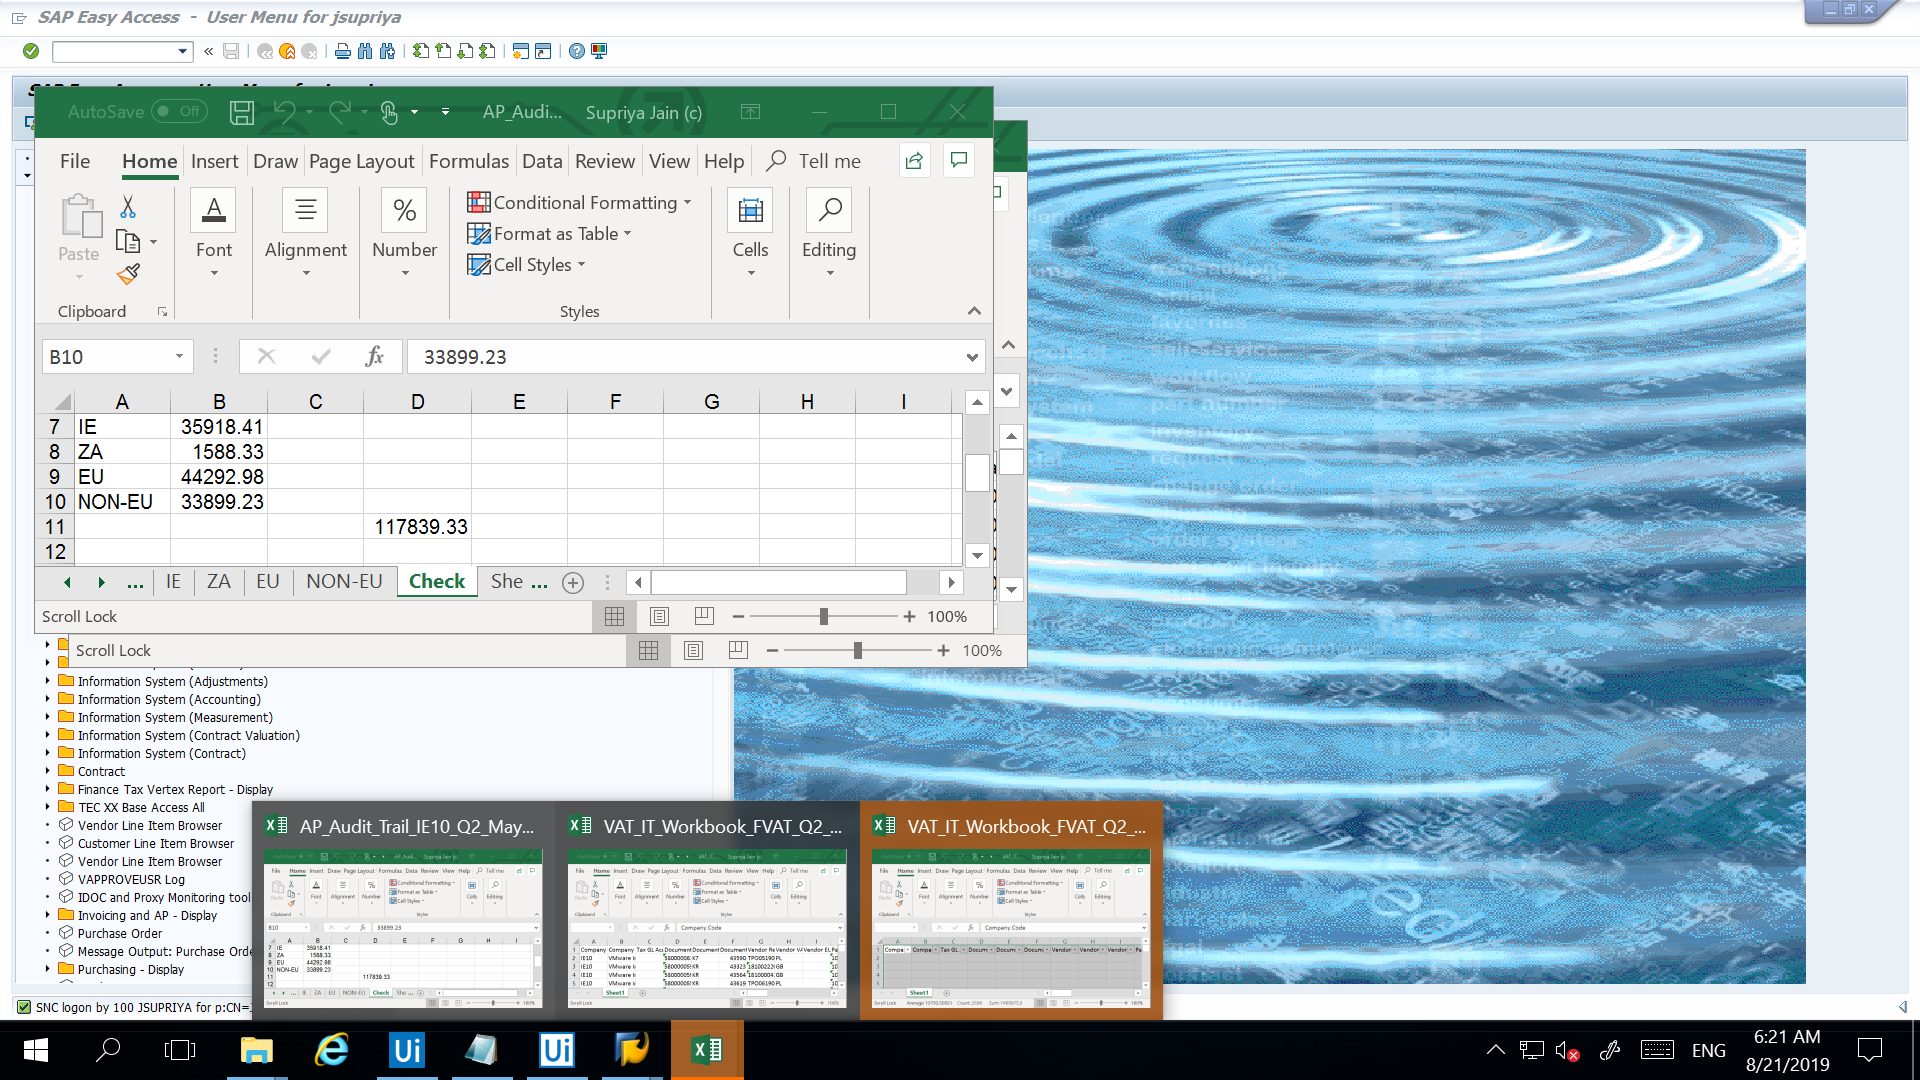 SAP Easy Access - User Menu for jsupriya
AutoSave Off
AP_Audi... Supriya Jain (c)
File Home Insert Draw Page Layout Formulas Data Review View Help Tell me
Paste
Font
Alignment
Number
Conditional Formatting
Format as Table
Cell Styles
Cells
Editing
Clipboard
Styles
B10
fx 33899.23
A B C D E F G H I
7 IE 35918.41
8 ZA 1588.33
9 EU 44292.98
10 NON-EU 33899.23
11 117839.33
12
... IE ZA EU NON-EU Check She ...
Scroll Lock 100%
Scroll Lock 100%
Information System (Adjustments)
Information System (Accounting)
Information System (Measurement)
Information System (Contract Valuation)
Information System (Contract)
Contract
Finance Tax Vertex Report - Display
TEC XX Base Access All
Vendor Line Item Browser
Customer Line Item Browser
Vendor Line Item Browser
VAPPROVEUSR Log
IDOC and Proxy Monitoring tool
Invoicing and AP - Display
Purchase Order
Message Output: Purchase Orde
Purchasing - Display
AP_Audit_Trail_IE10_Q2_May...
VAT_IT_Workbook_FVAT_Q2_...
VAT_IT_Workbook_FVAT_Q2_...
SNC logon by 100 JSUPRIYA for p:CN=
Ui
Ui
ENG
6:21 AM
8/21/2019